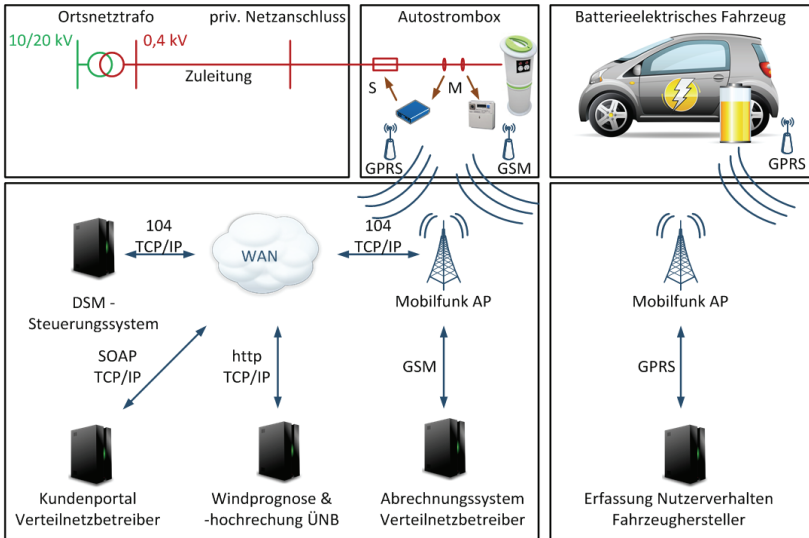 Ortsnetztrafo
priv. Netzanschluss
10/20 kV
0,4 kV
Zuleitung
Autostrombox
S
M
GPRS
GSM
Batterieelektrisches Fahrzeug
GPRS
104
TCP/IP
WAN
104
TCP/IP
DSM -
Steuerungssystem
Mobilfunk AP
SOAP
TCP/IP
http
TCP/IP
GSM
Kundenportal
Verteilnetzbetreiber
Windprognose &
-hochrechung ÜNB
Abrechnungssystem
Verteilnetzbetreiber
Mobilfunk AP
GPRS
Erfassung Nutzerverhalten
Fahrzeughersteller